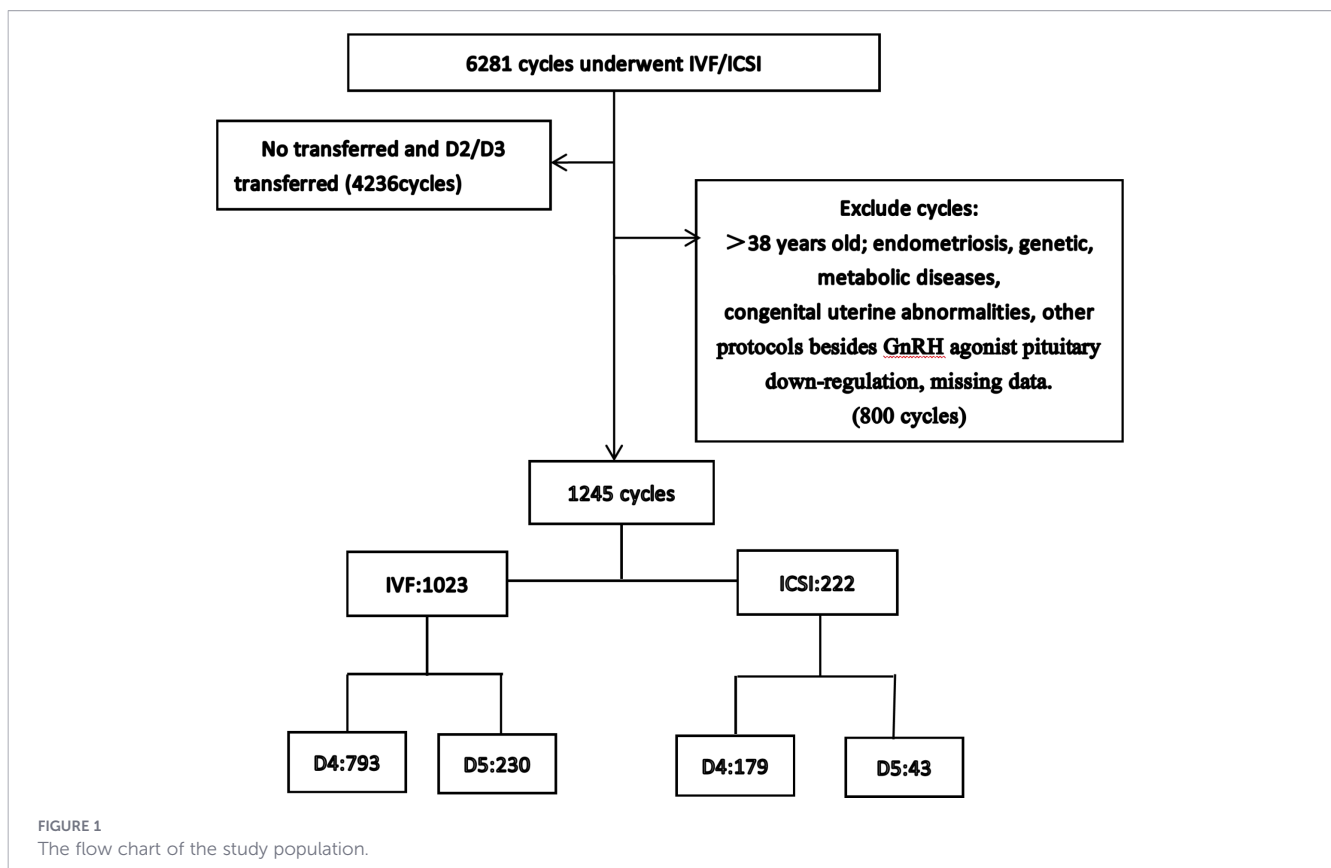 6281 cycles underwent IVF/ICSI
No transferred and D2/D3
transferred (4236cycles)
Exclude cycles:
＞38 years old; endometriosis, genetic,
metabolic diseases,
congenital uterine abnormalities, other
protocols besides GnRH agonist pituitary
down-regulation, missing data.
(800 cycles)
1245 cycles
IVF:1023
ICSI:222
D4:793
D5:230
D4:179
D5:43
FIGURE 1
The flow chart of the study population.